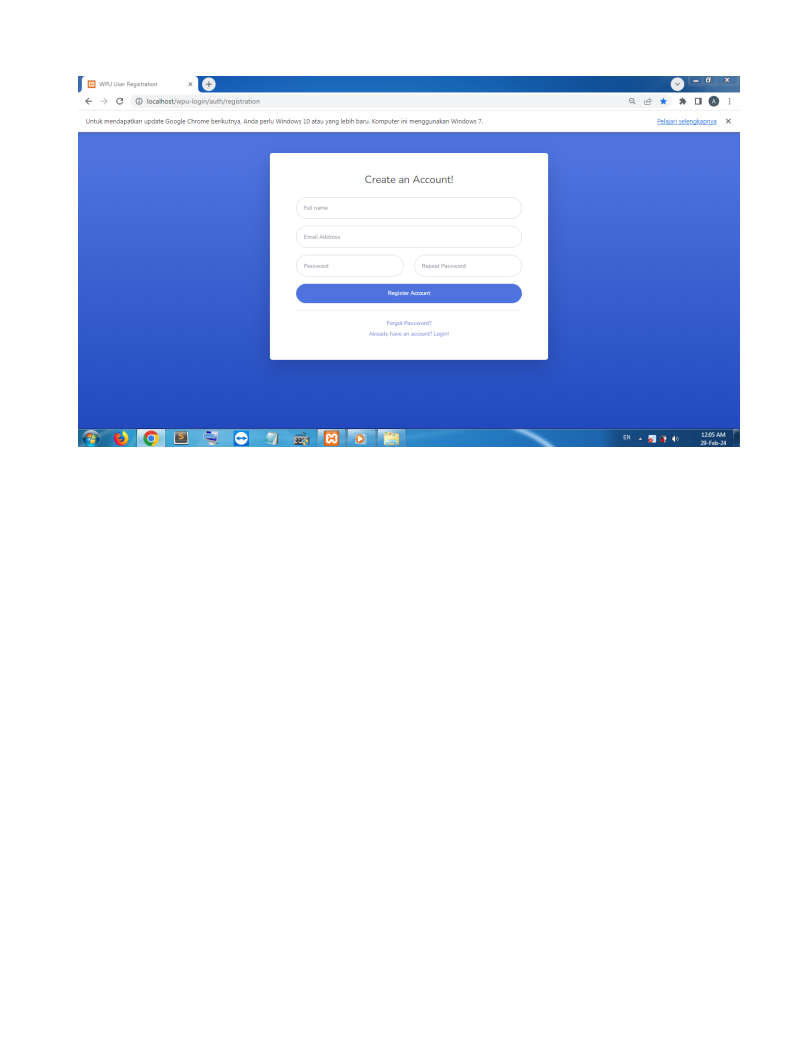 WPU User Registration
localhost/wpu-login/auth/registration
Untuk mendapatkan update Google Chrome berikutnya, Anda perlu Windows 10 atau yang lebih baru. Komputer ini menggunakan Windows 7. Pelajari selengkapnya
Create an Account!
Full name
Email Address
Password Repeat Password
Register Account
Forgot Password?
Already have an account? Login!
EN 12:05 AM
29-Feb-24